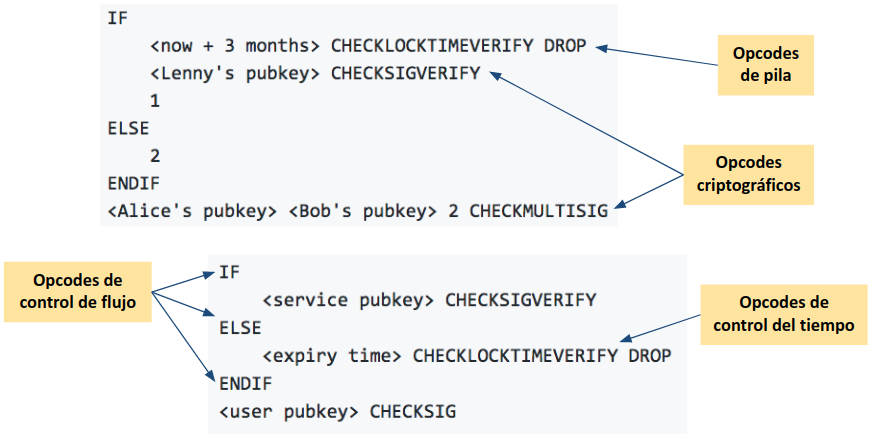 IF
<now + 3 months> CHECKLOCKTIMEVERIFY DROP
<Lenny's pubkey> CHECKSIGVERIFY
1
ELSE
2
ENDIF
<Alice's pubkey> <Bob's pubkey> 2 CHECKMULTISIG
Opcodes
de pila
Opcodes
criptográficos
Opcodes de
control de flujo
IF
<service pubkey> CHECKSIGVERIFY
ELSE
<expiry time> CHECKLOCKTIMEVERIFY DROP
ENDIF
<user pubkey> CHECKSIG
Opcodes de
control del tiempo